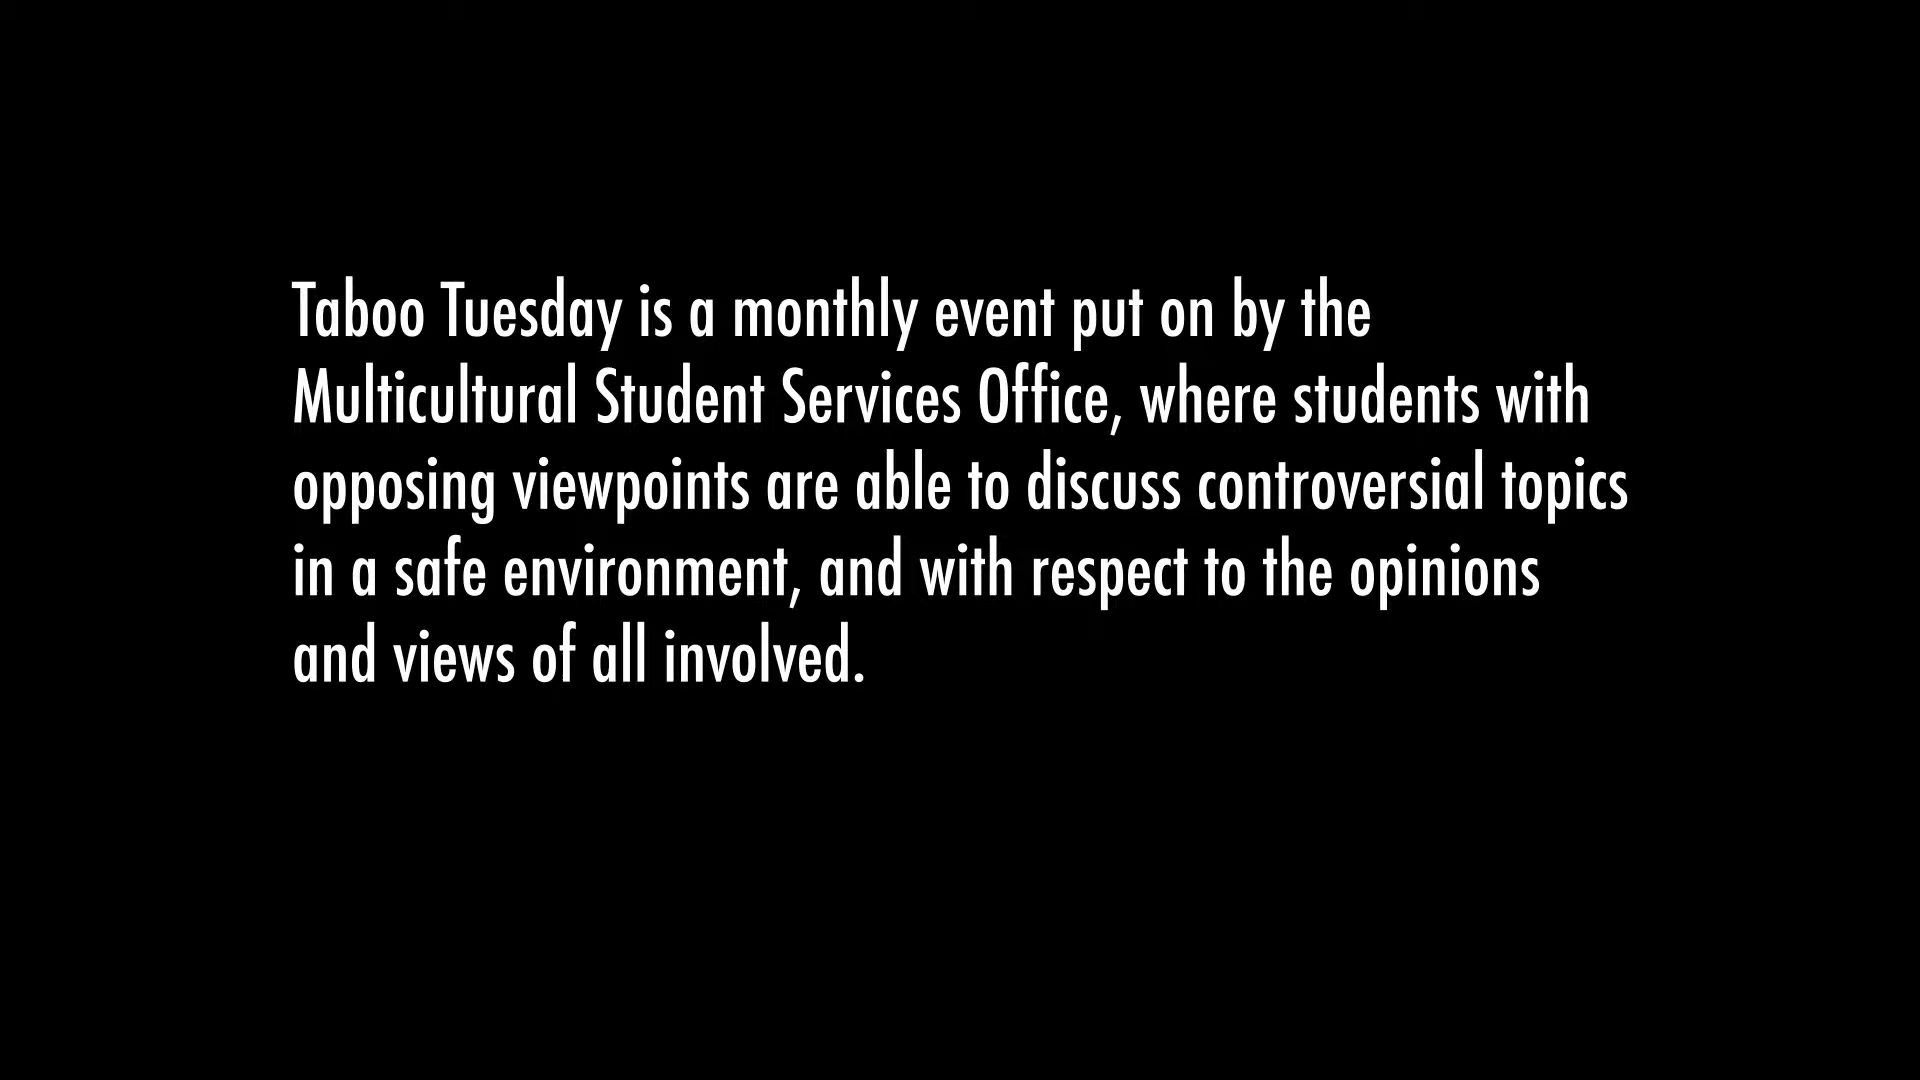 Taboo Tuesday is a monthly event put on by the
Multicultural Student Services Office, where students with
opposing viewpoints are able to discuss controversial topics
in a safe environment, and with respect to the opinions
and views of all involved.